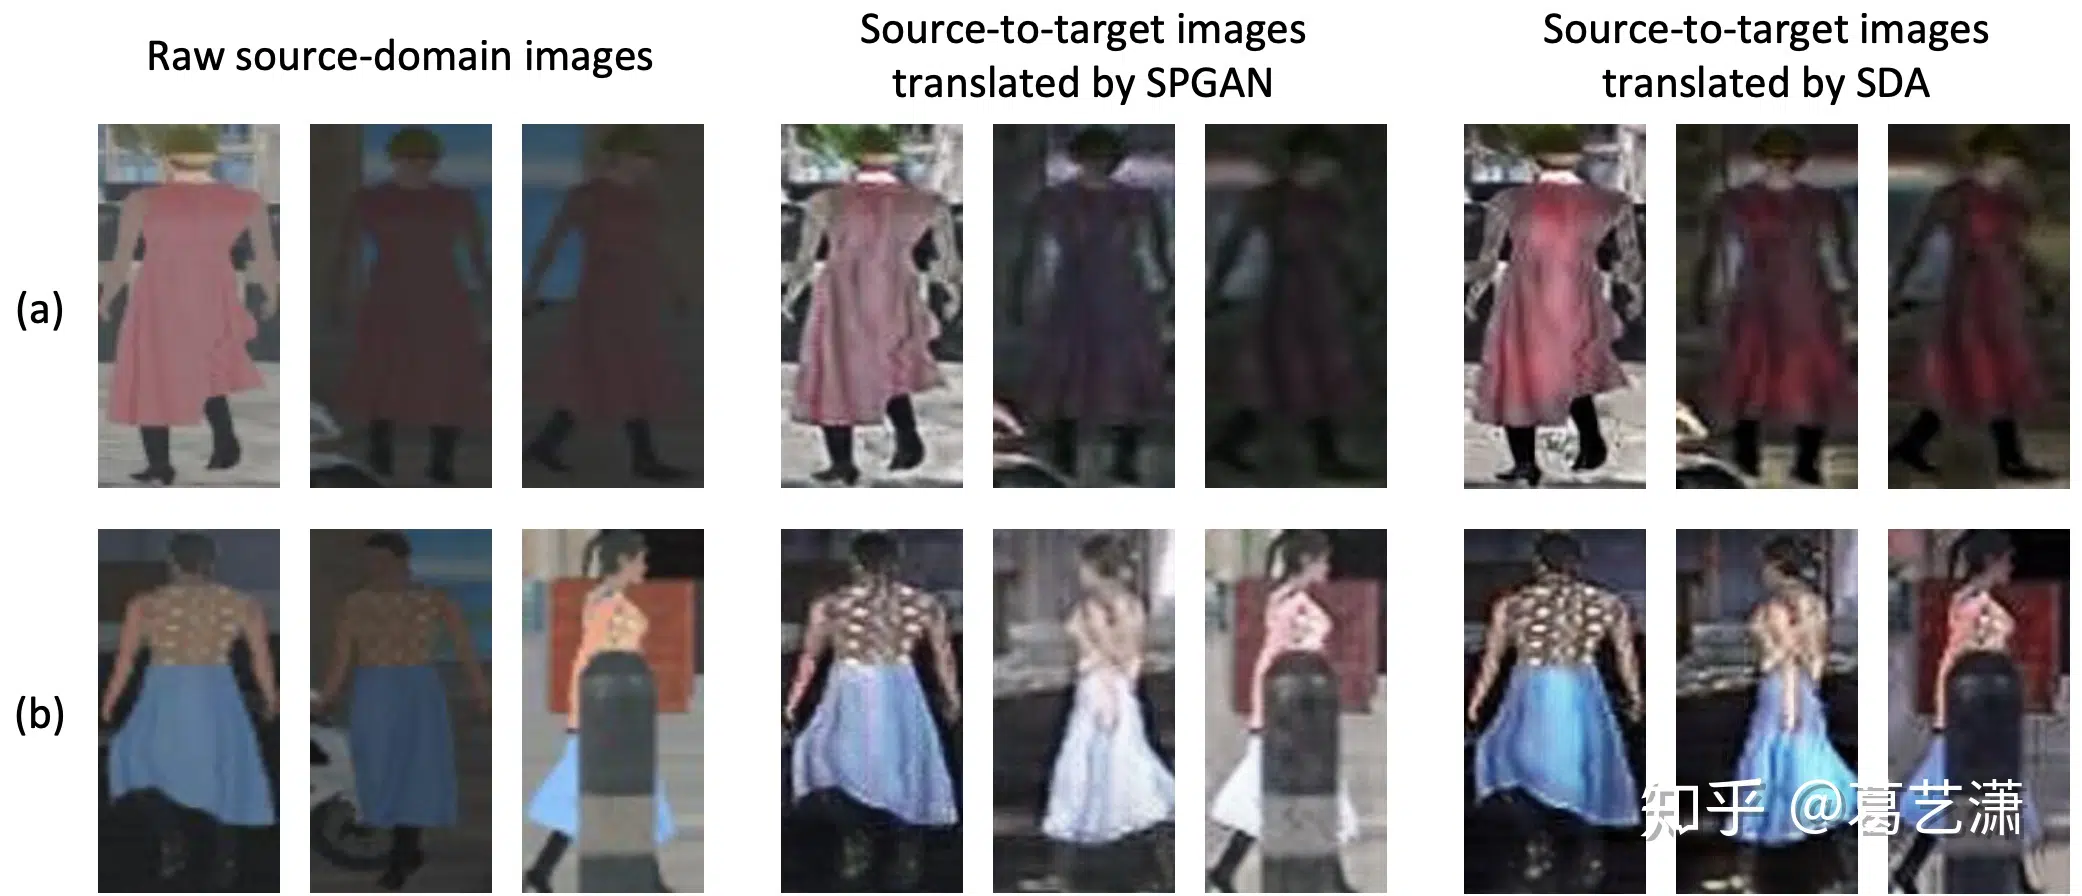 Raw source-domain images
Source-to-target images
translated by SPGAN
Source-to-target images
translated by SDA
(a)
(b)
知乎 @葛艺潇